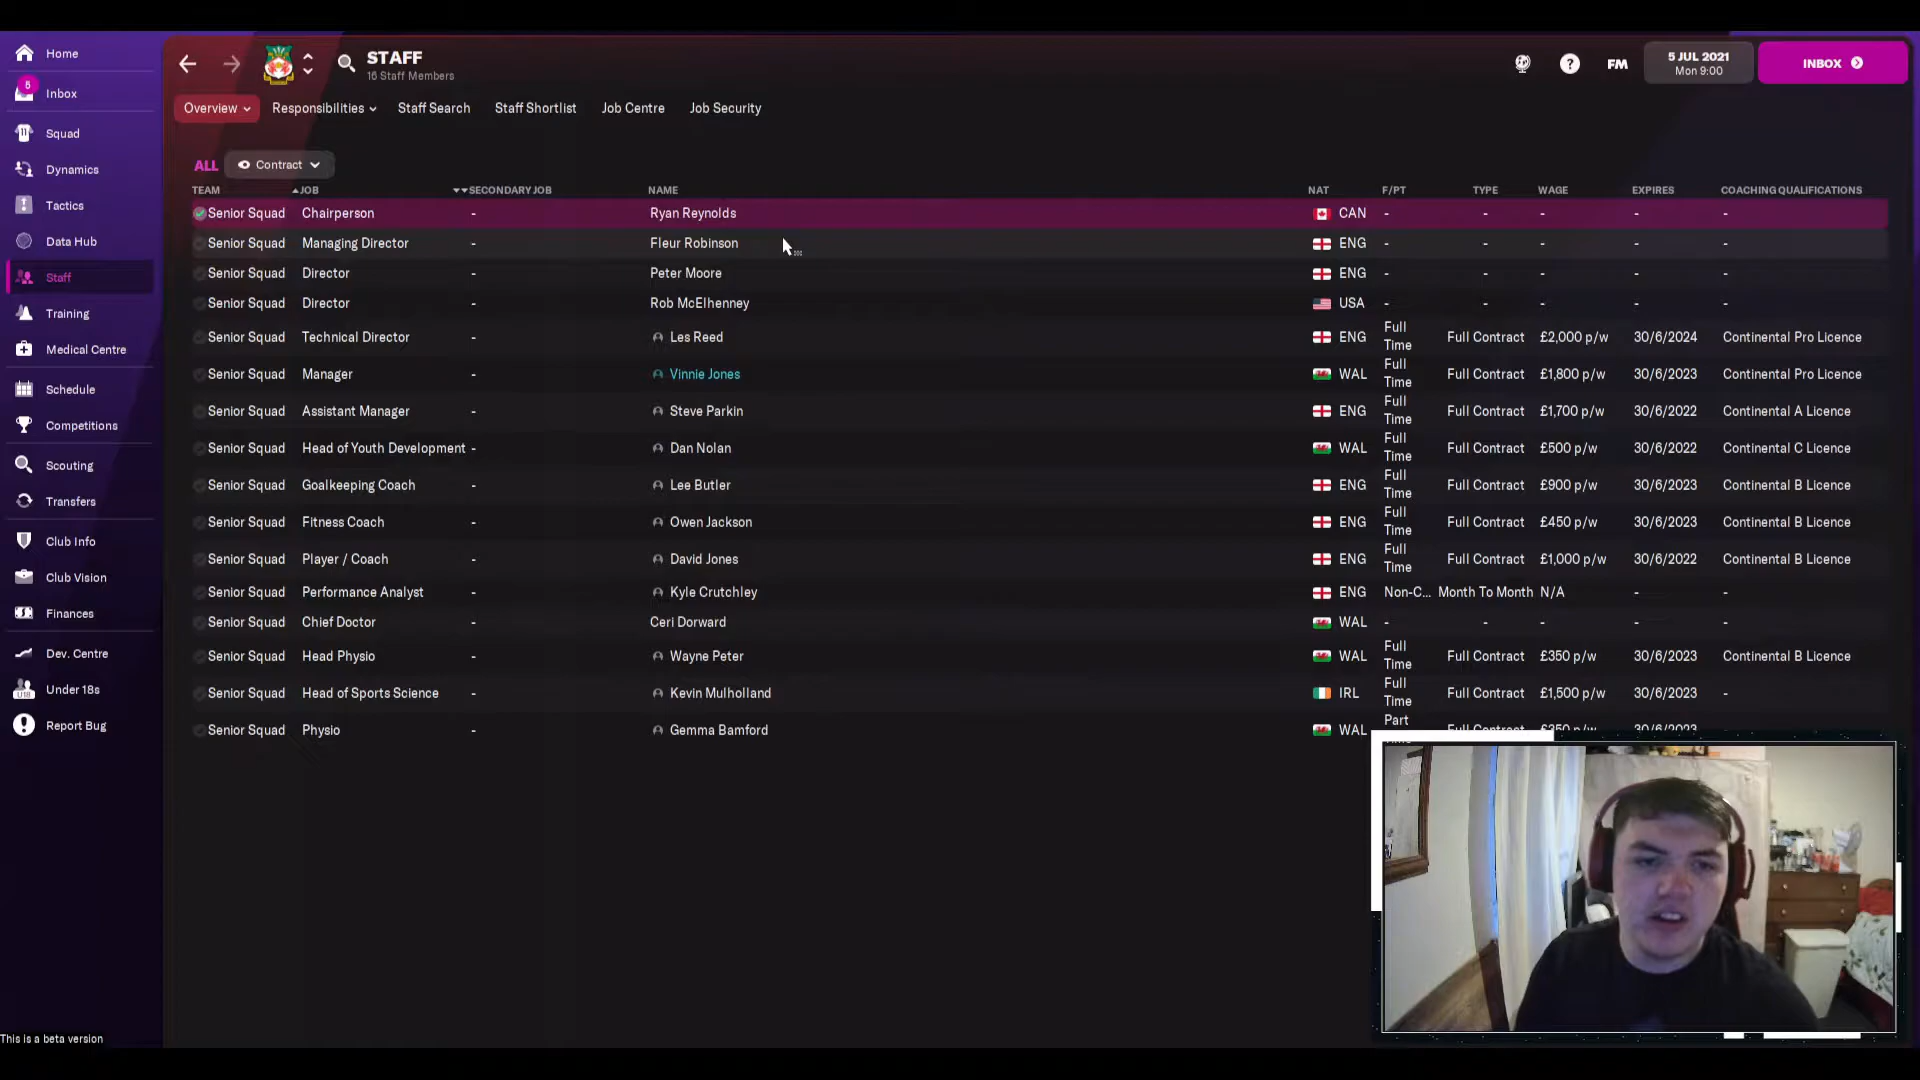 Home
Inbox
Squad
Dynamics
Tactics
Data Hub
Staff
Training
Medical Centre
Schedule
Competitions
Scouting
Transfers
Club Info
Club Vision
Finances
Dev. Centre
Under 18s
Report Bug
This is a beta version
STAFF
16 Staff Members
FM
5 JUL 2021
Mon 9:00
INBOX
Overview Responsibilities Staff Search Staff Shortlist Job Centre Job Security
ALL Contract
TEAM JOB SECONDARY JOB NAME NAT F/PT TYPE WAGE EXPIRES COACHING QUALIFICATIONS
Senior Squad Chairperson - Ryan Reynolds CAN - - - - -
Senior Squad Managing Director - Fleur Robinson ENG - - - - -
Senior Squad Director - Peter Moore ENG - - - - -
Senior Squad Director - Rob McElhenney USA - - - - -
Senior Squad Technical Director - Les Reed ENG Full Time Full Contract £2,000 p/w 30/6/2024 Continental Pro Licence
Senior Squad Manager - Vinnie Jones WAL Full Time Full Contract £1,800 p/w 30/6/2023 Continental Pro Licence
Senior Squad Assistant Manager - Steve Parkin ENG Full Time Full Contract £1,700 p/w 30/6/2022 Continental A Licence
Senior Squad Head of Youth Development - Dan Nolan WAL Full Time Full Contract £500 p/w 30/6/2022 Continental C Licence
Senior Squad Goalkeeping Coach - Lee Butler ENG Full Time Full Contract £900 p/w 30/6/2023 Continental B Licence
Senior Squad Fitness Coach - Owen Jackson ENG Full Time Full Contract £450 p/w 30/6/2023 Continental B Licence
Senior Squad Player / Coach - David Jones ENG Full Time Full Contract £1,000 p/w 30/6/2022 Continental B Licence
Senior Squad Performance Analyst - Kyle Crutchley ENG Non-C... Month To Month N/A - -
Senior Squad Chief Doctor - Ceri Dorward WAL - - - - -
Senior Squad Head Physio - Wayne Peter WAL Full Time Full Contract £350 p/w 30/6/2023 Continental B Licence
Senior Squad Head of Sports Science - Kevin Mulholland IRL Full Time Full Contract £1,500 p/w 30/6/2023 -
Senior Squad Physio - Gemma Bamford WAL Part Full Contract £350 p/w 30/6/2023